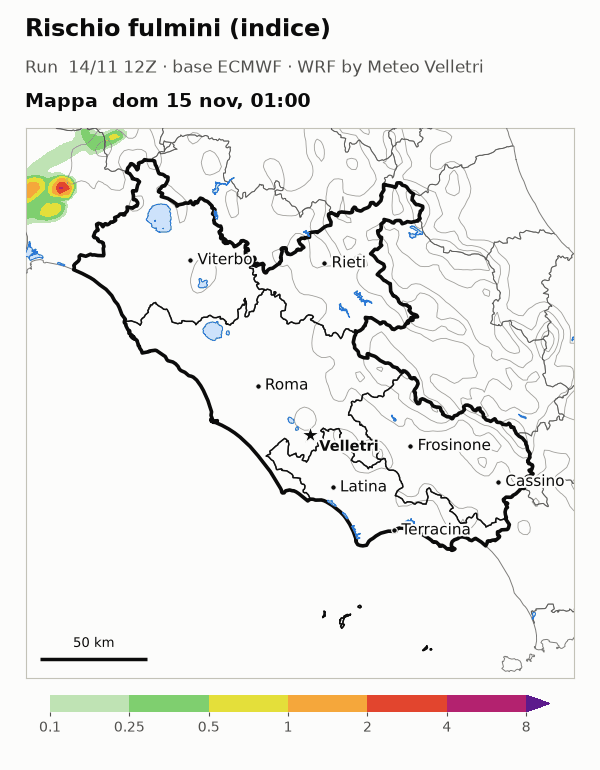 Rischio fulmini (indice)
Run  14/11 12Z · base ECMWF · WRF by Meteo Velletri
Mappa  dom 15 nov, 01:00
Viterbo
Rieti
Roma
Velletri
Frosinone
Cassino
Latina
Terracina
50 km
0.1 0.25 0.5 1 2 4 8